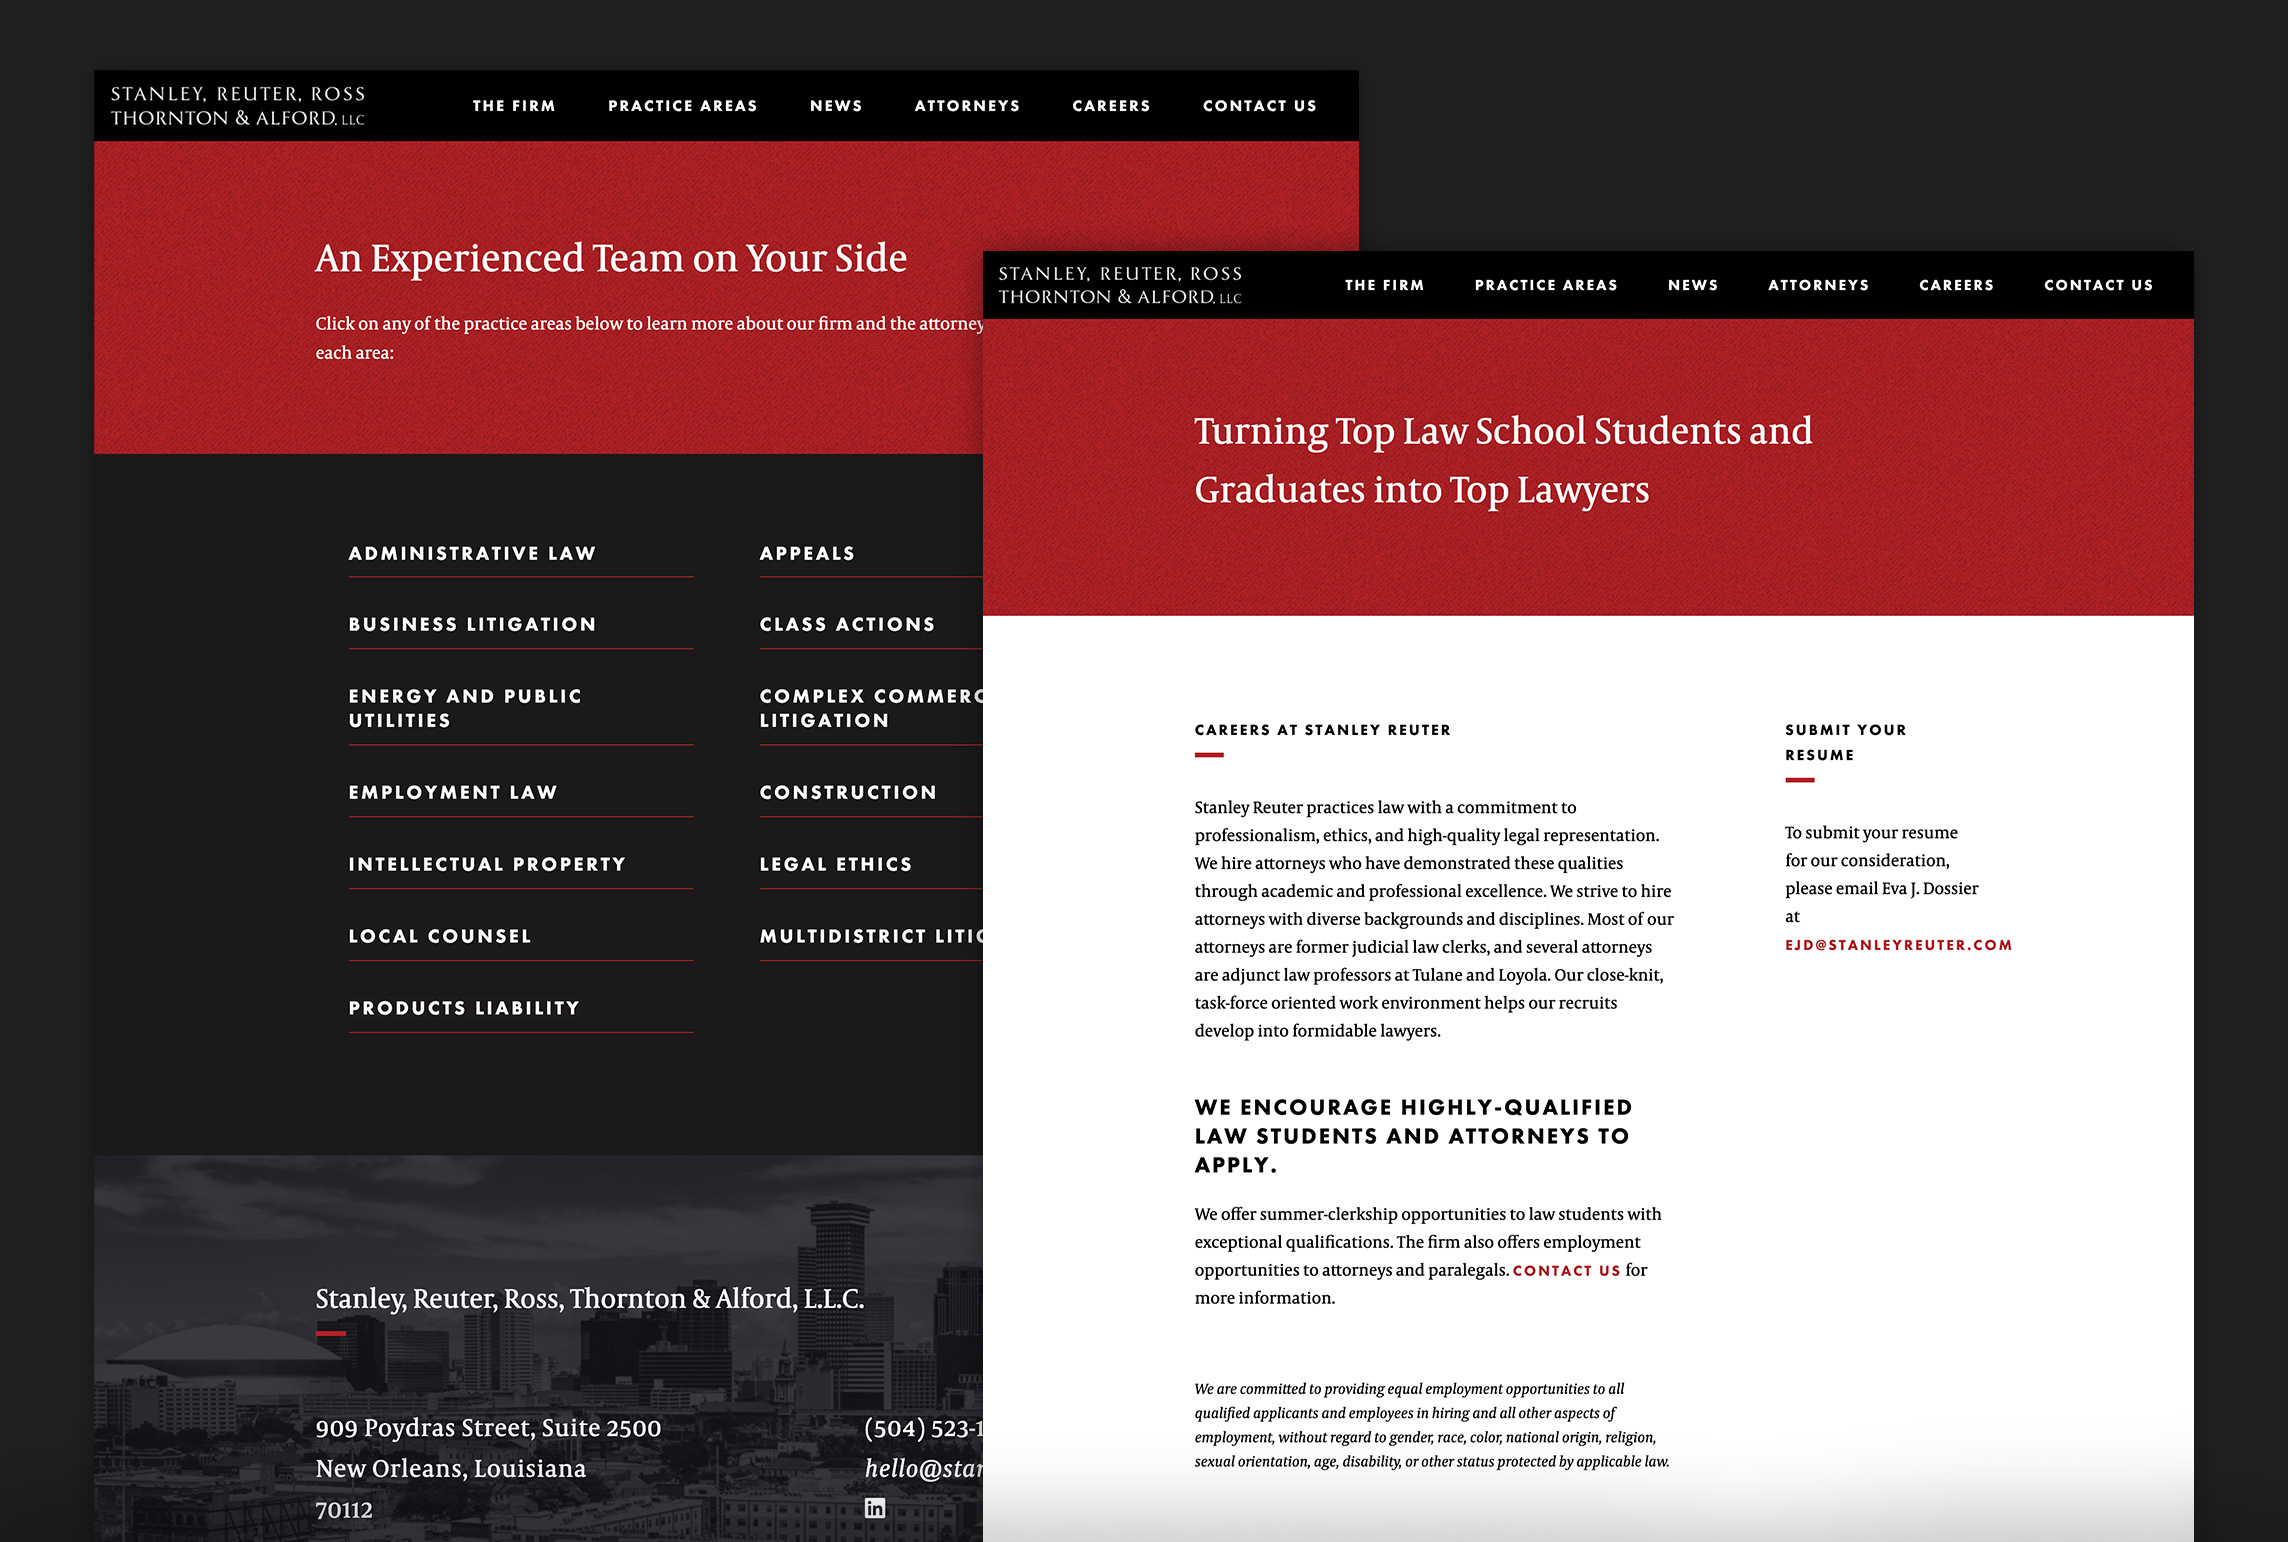 STANLEY, REUTER, ROSS
THORNTON & ALFORD, LLC
THE FIRM
PRACTICE AREAS
NEWS
ATTORNEYS
CAREERS
CONTACT US
An Experienced Team on Your Side
Click on any of the practice areas below to learn more about our firm and the attorney
each area:
ADMINISTRATIVE LAW
BUSINESS LITIGATION
ENERGY AND PUBLIC
UTILITIES
EMPLOYMENT LAW
INTELLECTUAL PROPERTY
LOCAL COUNSEL
PRODUCTS LIABILITY
APPEALS
CLASS ACTIONS
COMPLEX COMMERC
LITIGATION
CONSTRUCTION
LEGAL ETHICS
MULTIDISTRICT LITIG
Stanley, Reuter, Ross, Thornton & Alford, L.L.C.
909 Poydras Street, Suite 2500
New Orleans, Louisiana
70112
(504) 523-1
hello@star
in
STANLEY, REUTER, ROSS
THORNTON & ALFORD, LLC
THE FIRM
PRACTICE AREAS
NEWS
ATTORNEYS
CAREERS
CONTACT US
Turning Top Law School Students and
Graduates into Top Lawyers
CAREERS AT STANLEY REUTER
Stanley Reuter practices law with a commitment to
professionalism, ethics, and high-quality legal representation.
We hire attorneys who have demonstrated these qualities
through academic and professional excellence. We strive to hire
attorneys with diverse backgrounds and disciplines. Most of our
attorneys are former judicial law clerks, and several attorneys
are adjunct law professors at Tulane and Loyola. Our close-knit,
task-force oriented work environment helps our recruits
develop into formidable lawyers.
WE ENCOURAGE HIGHLY-QUALIFIED
LAW STUDENTS AND ATTORNEYS TO
APPLY.
We offer summer-clerkship opportunities to law students with
exceptional qualifications. The firm also offers employment
opportunities to attorneys and paralegals. CONTACT US for
more information.
We are committed to providing equal employment opportunities to all
qualified applicants and employees in hiring and all other aspects of
employment, without regard to gender, race, color, national origin, religion,
sexual orientation, age, disability, or other status protected by applicable law.
SUBMIT YOUR
RESUME
To submit your resume
for our consideration,
please email Eva J. Dossier
at
EJD@STANLEYREUTER.COM